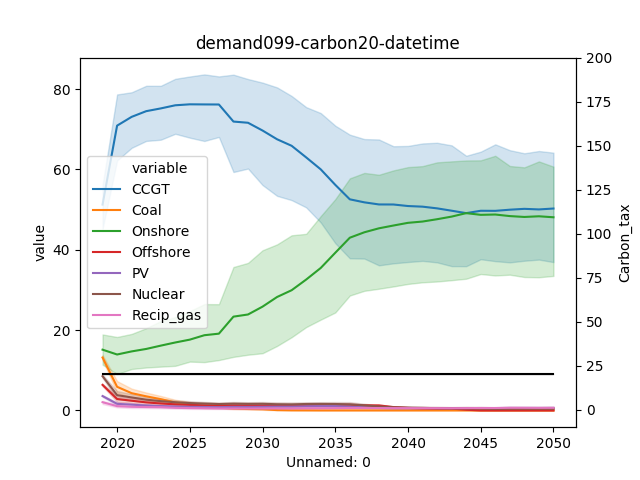 demand099-carbon20-datetime
value
80
60
40
20
0
variable
CCGT
Coal
Onshore
Offshore
PV
Nuclear
Recip_gas
200
175
150
125
100
75
50
25
0
Carbon_tax
2020 2025 2030 2035 2040 2045 2050
Unnamed: 0